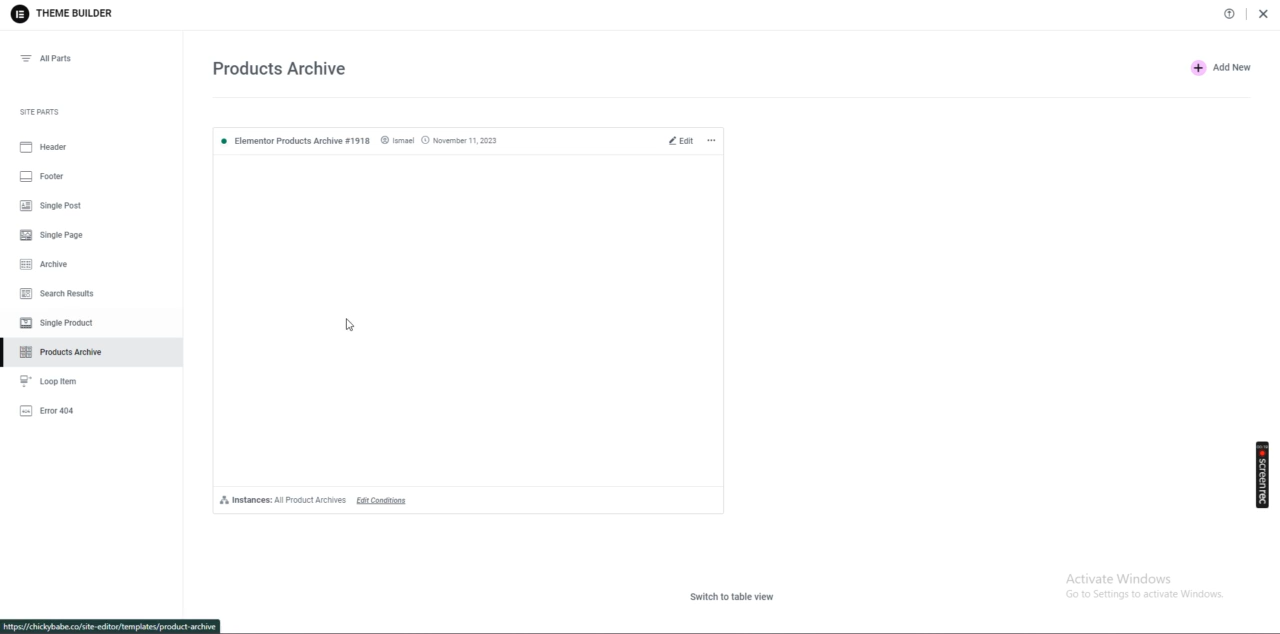 THEME BUILDER
All Parts
SITE PARTS
Header
Footer
Single Post
Single Page
Archive
Search Results
Single Product
Products Archive
Loop Item
Error 404
Products Archive
Add New
Elementor Products Archive #1918 Ismael November 11, 2023 Edit
Instances: All Product Archives Edit Conditions
Switch to table view
screenrec
Activate Windows
Go to Settings to activate Windows.
https://chickybabe.co/site-editor/templates/product-archive